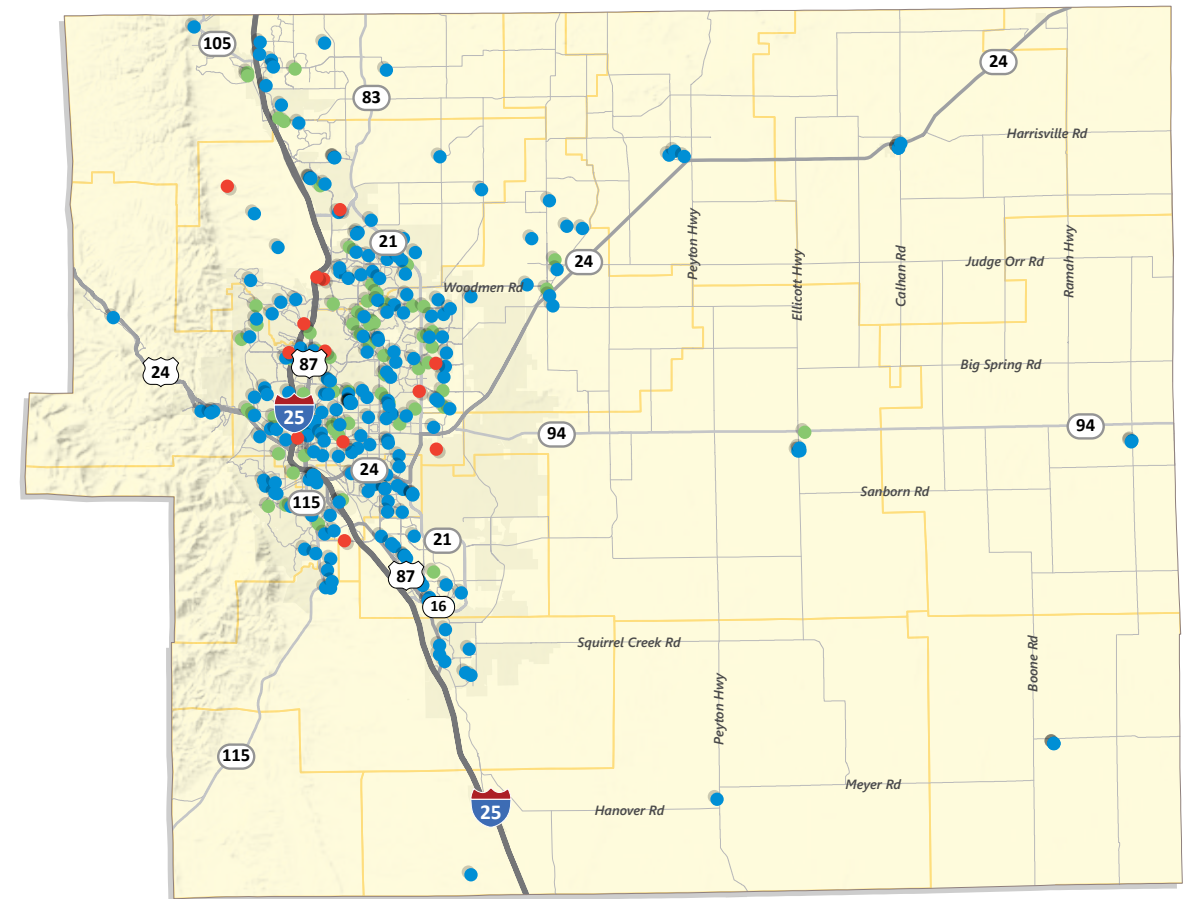 105
24
83
Harrisville Rd
Peyton Hwy
21
24
Ellicott Hwy
Calhan Rd
Judge Orr Rd
Ramah Hwy
Woodmen Rd
24
87
Big Spring Rd
25
94
94
24
Sanborn Rd
115
21
87
16
Squirrel Creek Rd
Boone Rd
Peyton Hwy
115
Meyer Rd
25
Hanover Rd